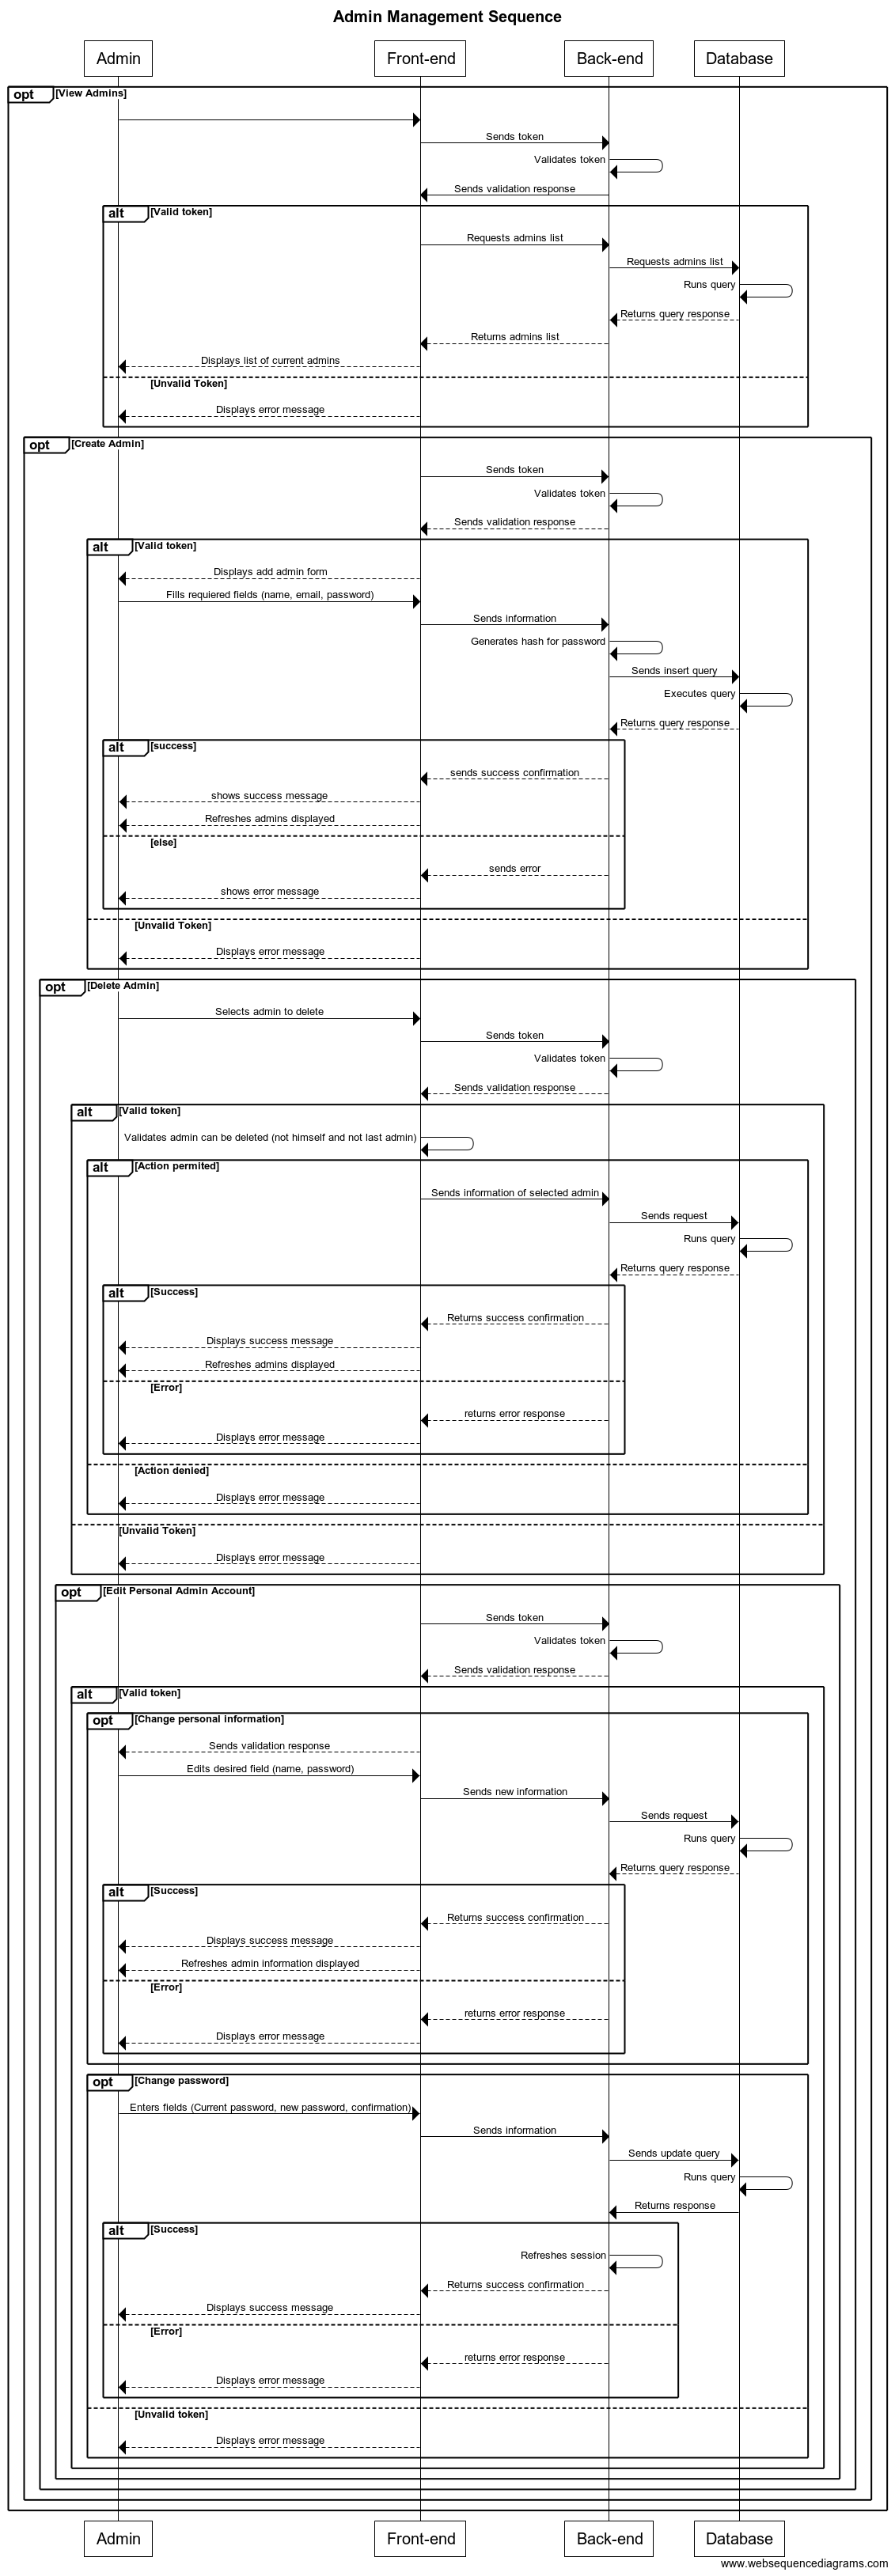 Admin Management Sequence
Admin
Front-end
Back-end
Database
opt
[View Admins]
Sends token
Validates token
Sends validation response
alt
[Valid token]
Requests admins list
Requests admins list
Runs query
Returns query response
Returns admins list
Displays list of current admins
[Unvalid Token]
Displays error message
opt
[Create Admin]
Sends token
Validates token
Sends validation response
alt
[Valid token]
Displays add admin form
Fills requiered fields (name, email, password)
Sends information
Generates hash for password
Sends insert query
Executes query
Returns query response
alt
[success]
sends success confirmation
shows success message
Refreshes admins displayed
[else]
sends error
shows error message
[Unvalid Token]
Displays error message
opt
[Delete Admin]
Selects admin to delete
Sends token
Validates token
Sends validation response
alt
[Valid token]
Validates admin can be deleted (not himself and not last admin)
alt
[Action permited]
Sends information of selected admin
Sends request
Runs query
Returns query response
alt
[Success]
Returns success confirmation
Displays success message
Refreshes admins displayed
[Error]
returns error response
Displays error message
[Action denied]
Displays error message
[Unvalid Token]
Displays error message
opt
[Edit Personal Admin Account]
Sends token
Validates token
Sends validation response
alt
[Valid token]
opt
[Change personal information]
Sends validation response
Edits desired field (name, password)
Sends new information
Sends request
Runs query
Returns query response
alt
[Success]
Returns success confirmation
Displays success message
Refreshes admin information displayed
[Error]
returns error response
Displays error message
opt
[Change password]
Enters fields (Current password, new password, confirmation)
Sends information
Sends update query
Runs query
Returns response
alt
[Success]
Refreshes session
Returns success confirmation
Displays success message
[Error]
returns error response
Displays error message
[Unvalid token]
Displays error message
Admin
Front-end
Back-end
Database
www.websequencediagrams.com